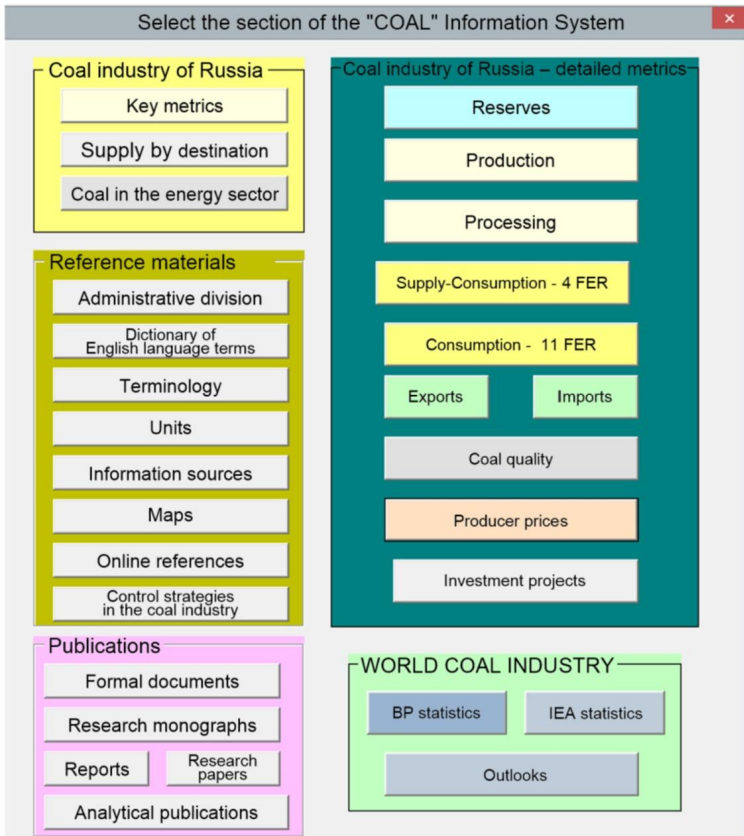 Select the section of the "COAL" Information System
Coal industry of Russia
Key metrics
Supply by destination
Coal in the energy sector
Reference materials
Administrative division
Dictionary of
English language terms
Terminology
Units
Information sources
Maps
Online references
Control strategies
in the coal industry
Publications
Formal documents
Research monographs
Reports
Research
papers
Analytical publications
Coal industry of Russia – detailed metrics
Reserves
Production
Processing
Supply-Consumption - 4 FER
Consumption - 11 FER
Exports
Imports
Coal quality
Producer prices
Investment projects
WORLD COAL INDUSTRY
BP statistics
IEA statistics
Outlooks